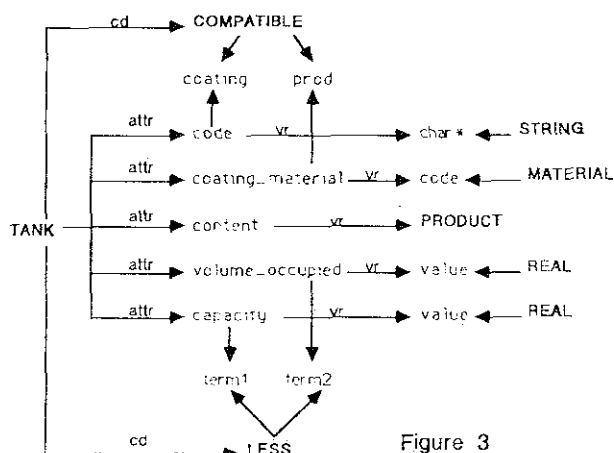 cd COMPATIBLE
coating prod
attr code vr char * STRING
attr coating_material vr code MATERIAL
TANK attr content vr PRODUCT
attr volume_occupied vr value REAL
attr capacity vr value REAL
term1 term2
cd LESS
Figure 3